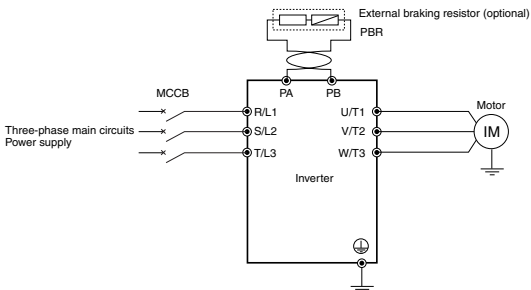 External braking resistor (optional)
PBR
MCCB
PA
PB
R/L1
U/T1
Motor
Three-phase main circuits
Power supply
S/L2
V/T2
IM
T/L3
W/T3
Inverter